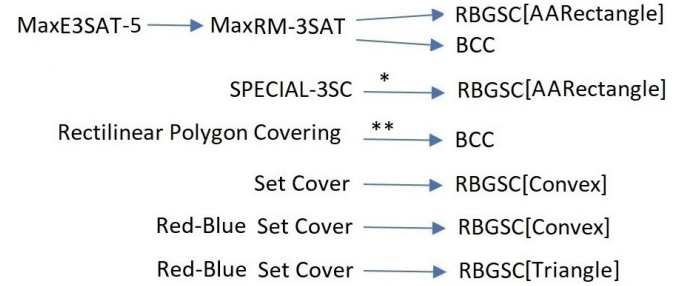 MaxE3SAT-5 MaxRM-3SAT RBGSC[AARectangle]
BCC
SPECIAL-3SC * RBGSC[AARectangle]
Rectilinear Polygon Covering ** BCC
Set Cover RBGSC[Convex]
Red-Blue Set Cover RBGSC[Convex]
Red-Blue Set Cover RBGSC[Triangle]